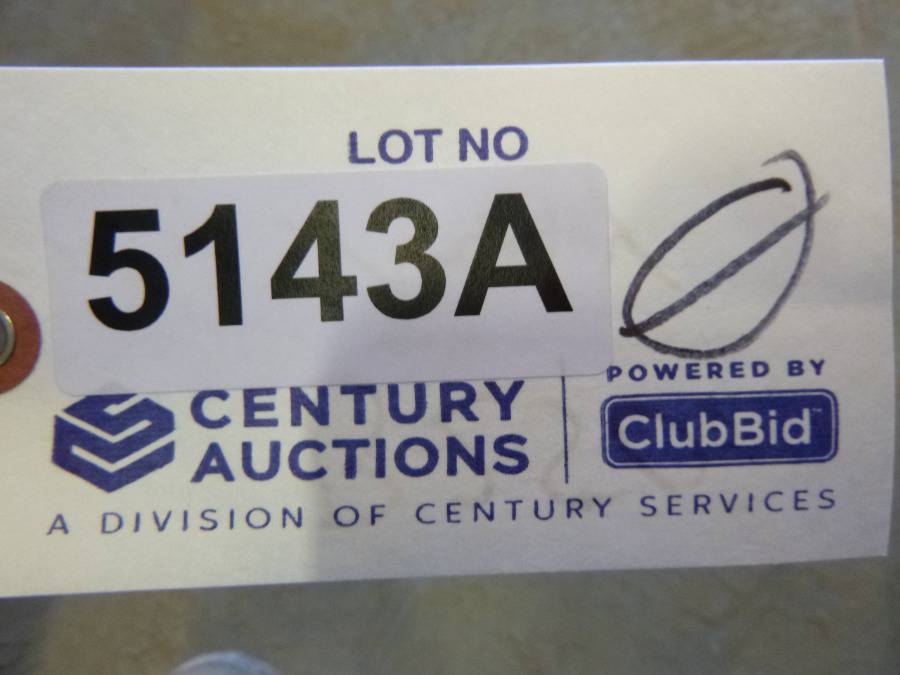 LOT NO
5143A
Ø
CENTURY
AUCTIONS
POWERED BY
ClubBid™
A DIVISION OF CENTURY SERVICES